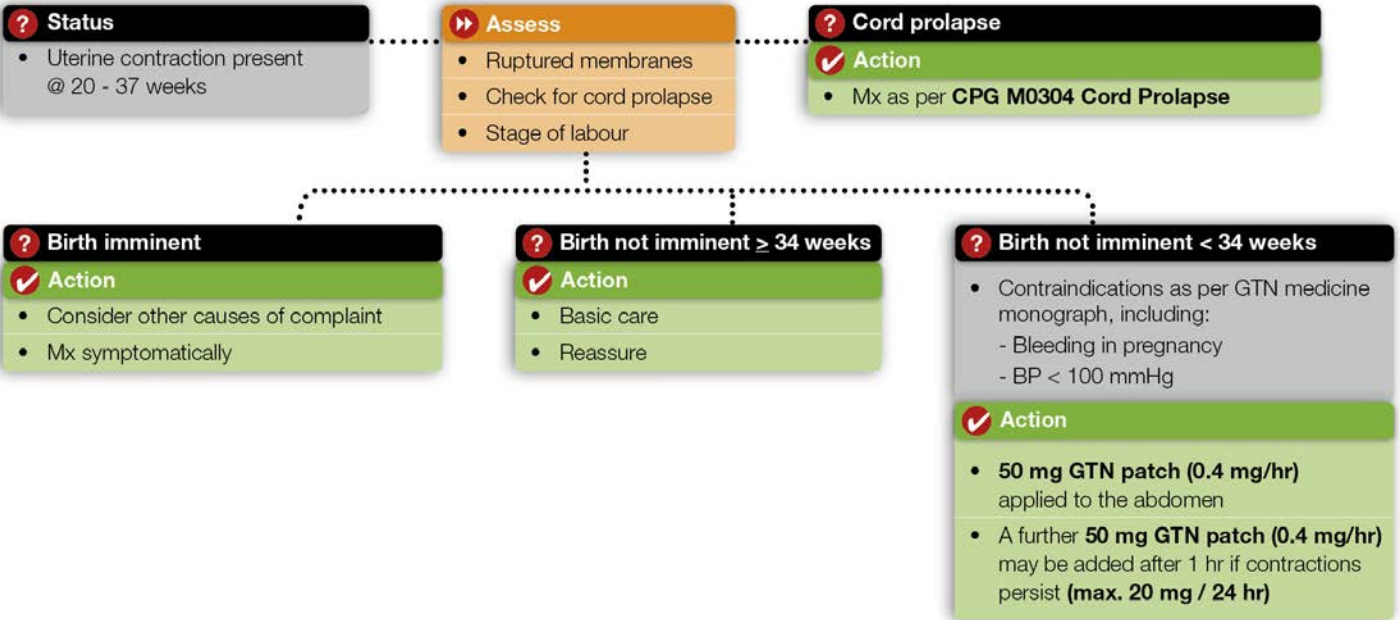 Status
• Uterine contraction present
@ 20 - 37 weeks
Assess
• Ruptured membranes
• Check for cord prolapse
• Stage of labour
Cord prolapse
Action
• Mx as per CPG M0304 Cord Prolapse
Birth imminent
Action
• Consider other causes of complaint
• Mx symptomatically
Birth not imminent ≥ 34 weeks
Action
• Basic care
• Reassure
Birth not imminent < 34 weeks
• Contraindications as per GTN medicine
monograph, including:
- Bleeding in pregnancy
- BP < 100 mmHg
Action
• 50 mg GTN patch (0.4 mg/hr)
applied to the abdomen
• A further 50 mg GTN patch (0.4 mg/hr)
may be added after 1 hr if contractions
persist (max. 20 mg / 24 hr)